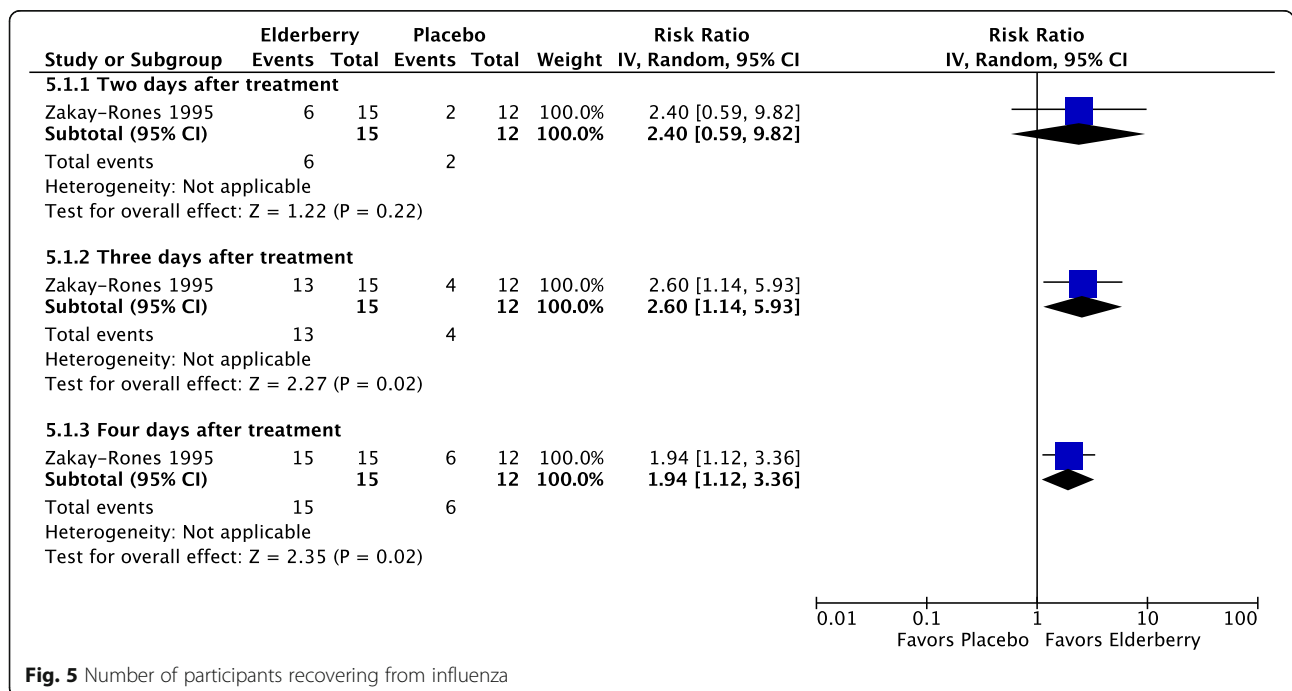 Elderberry Placebo Risk Ratio Risk Ratio
Study or Subgroup Events Total Events Total Weight IV, Random, 95% CI IV, Random, 95% CI
5.1.1 Two days after treatment
Zakay–Rones 1995 6 15 2 12 100.0% 2.40 [0.59, 9.82]
Subtotal (95% CI) 15 12 100.0% 2.40 [0.59, 9.82]
Total events 6 2
Heterogeneity: Not applicable
Test for overall effect: Z = 1.22 (P = 0.22)
5.1.2 Three days after treatment
Zakay–Rones 1995 13 15 4 12 100.0% 2.60 [1.14, 5.93]
Subtotal (95% CI) 15 12 100.0% 2.60 [1.14, 5.93]
Total events 13 4
Heterogeneity: Not applicable
Test for overall effect: Z = 2.27 (P = 0.02)
5.1.3 Four days after treatment
Zakay–Rones 1995 15 15 6 12 100.0% 1.94 [1.12, 3.36]
Subtotal (95% CI) 15 12 100.0% 1.94 [1.12, 3.36]
Total events 15 6
Heterogeneity: Not applicable
Test for overall effect: Z = 2.35 (P = 0.02)
0.01 0.1 1 10 100
Favors Placebo Favors Elderberry
Fig. 5 Number of participants recovering from influenza